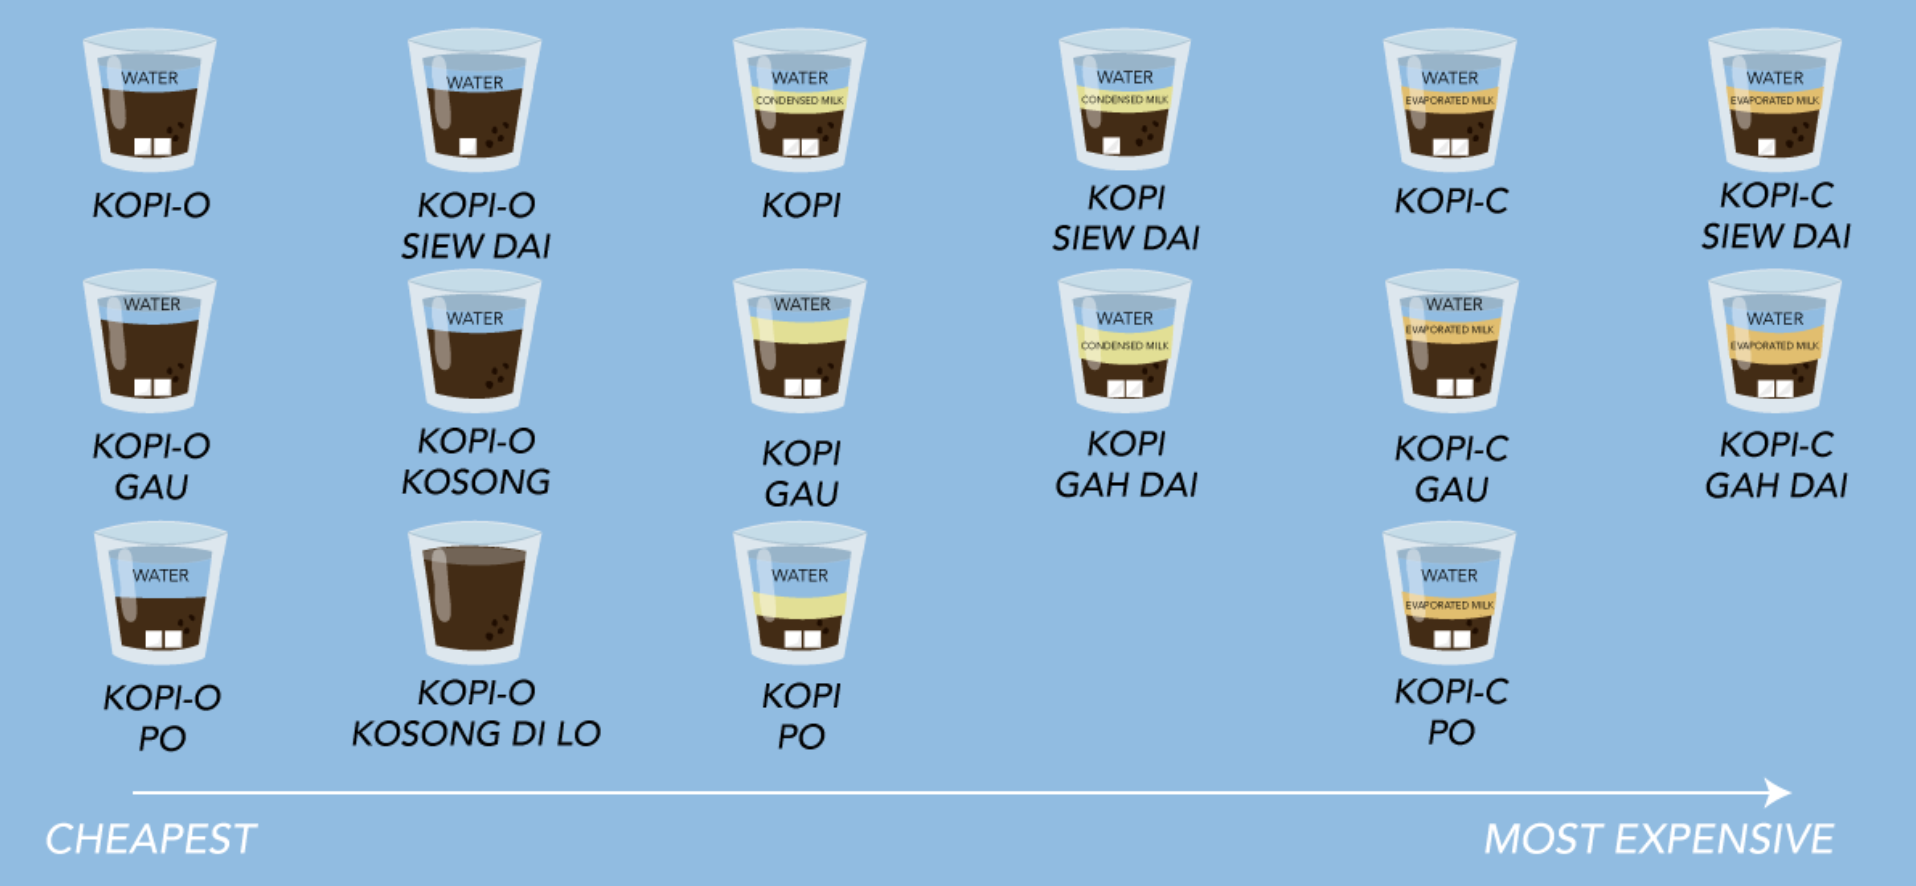 WATER
KOPI-O
WATER
KOPI-O
SIEW DAI
WATER
CONDENSED MILK
KOPI
WATER
CONDENSED MILK
KOPI
SIEW DAI
WATER
EVAPORATED MILK
KOPI-C
WATER
EVAPORATED MILK
KOPI-C
SIEW DAI
WATER
KOPI-O
GAU
WATER
KOPI-O
KOSONG
WATER
KOPI
GAU
WATER
CONDENSED MILK
KOPI
GAH DAI
WATER
EVAPORATED MILK
KOPI-C
GAU
WATER
EVAPORATED MILK
KOPI-C
GAH DAI
WATER
KOPI-O
PO
KOPI-O
KOSONG DI LO
WATER
KOPI
PO
WATER
EVAPORATED MILK
KOPI-C
PO
CHEAPEST
MOST EXPENSIVE